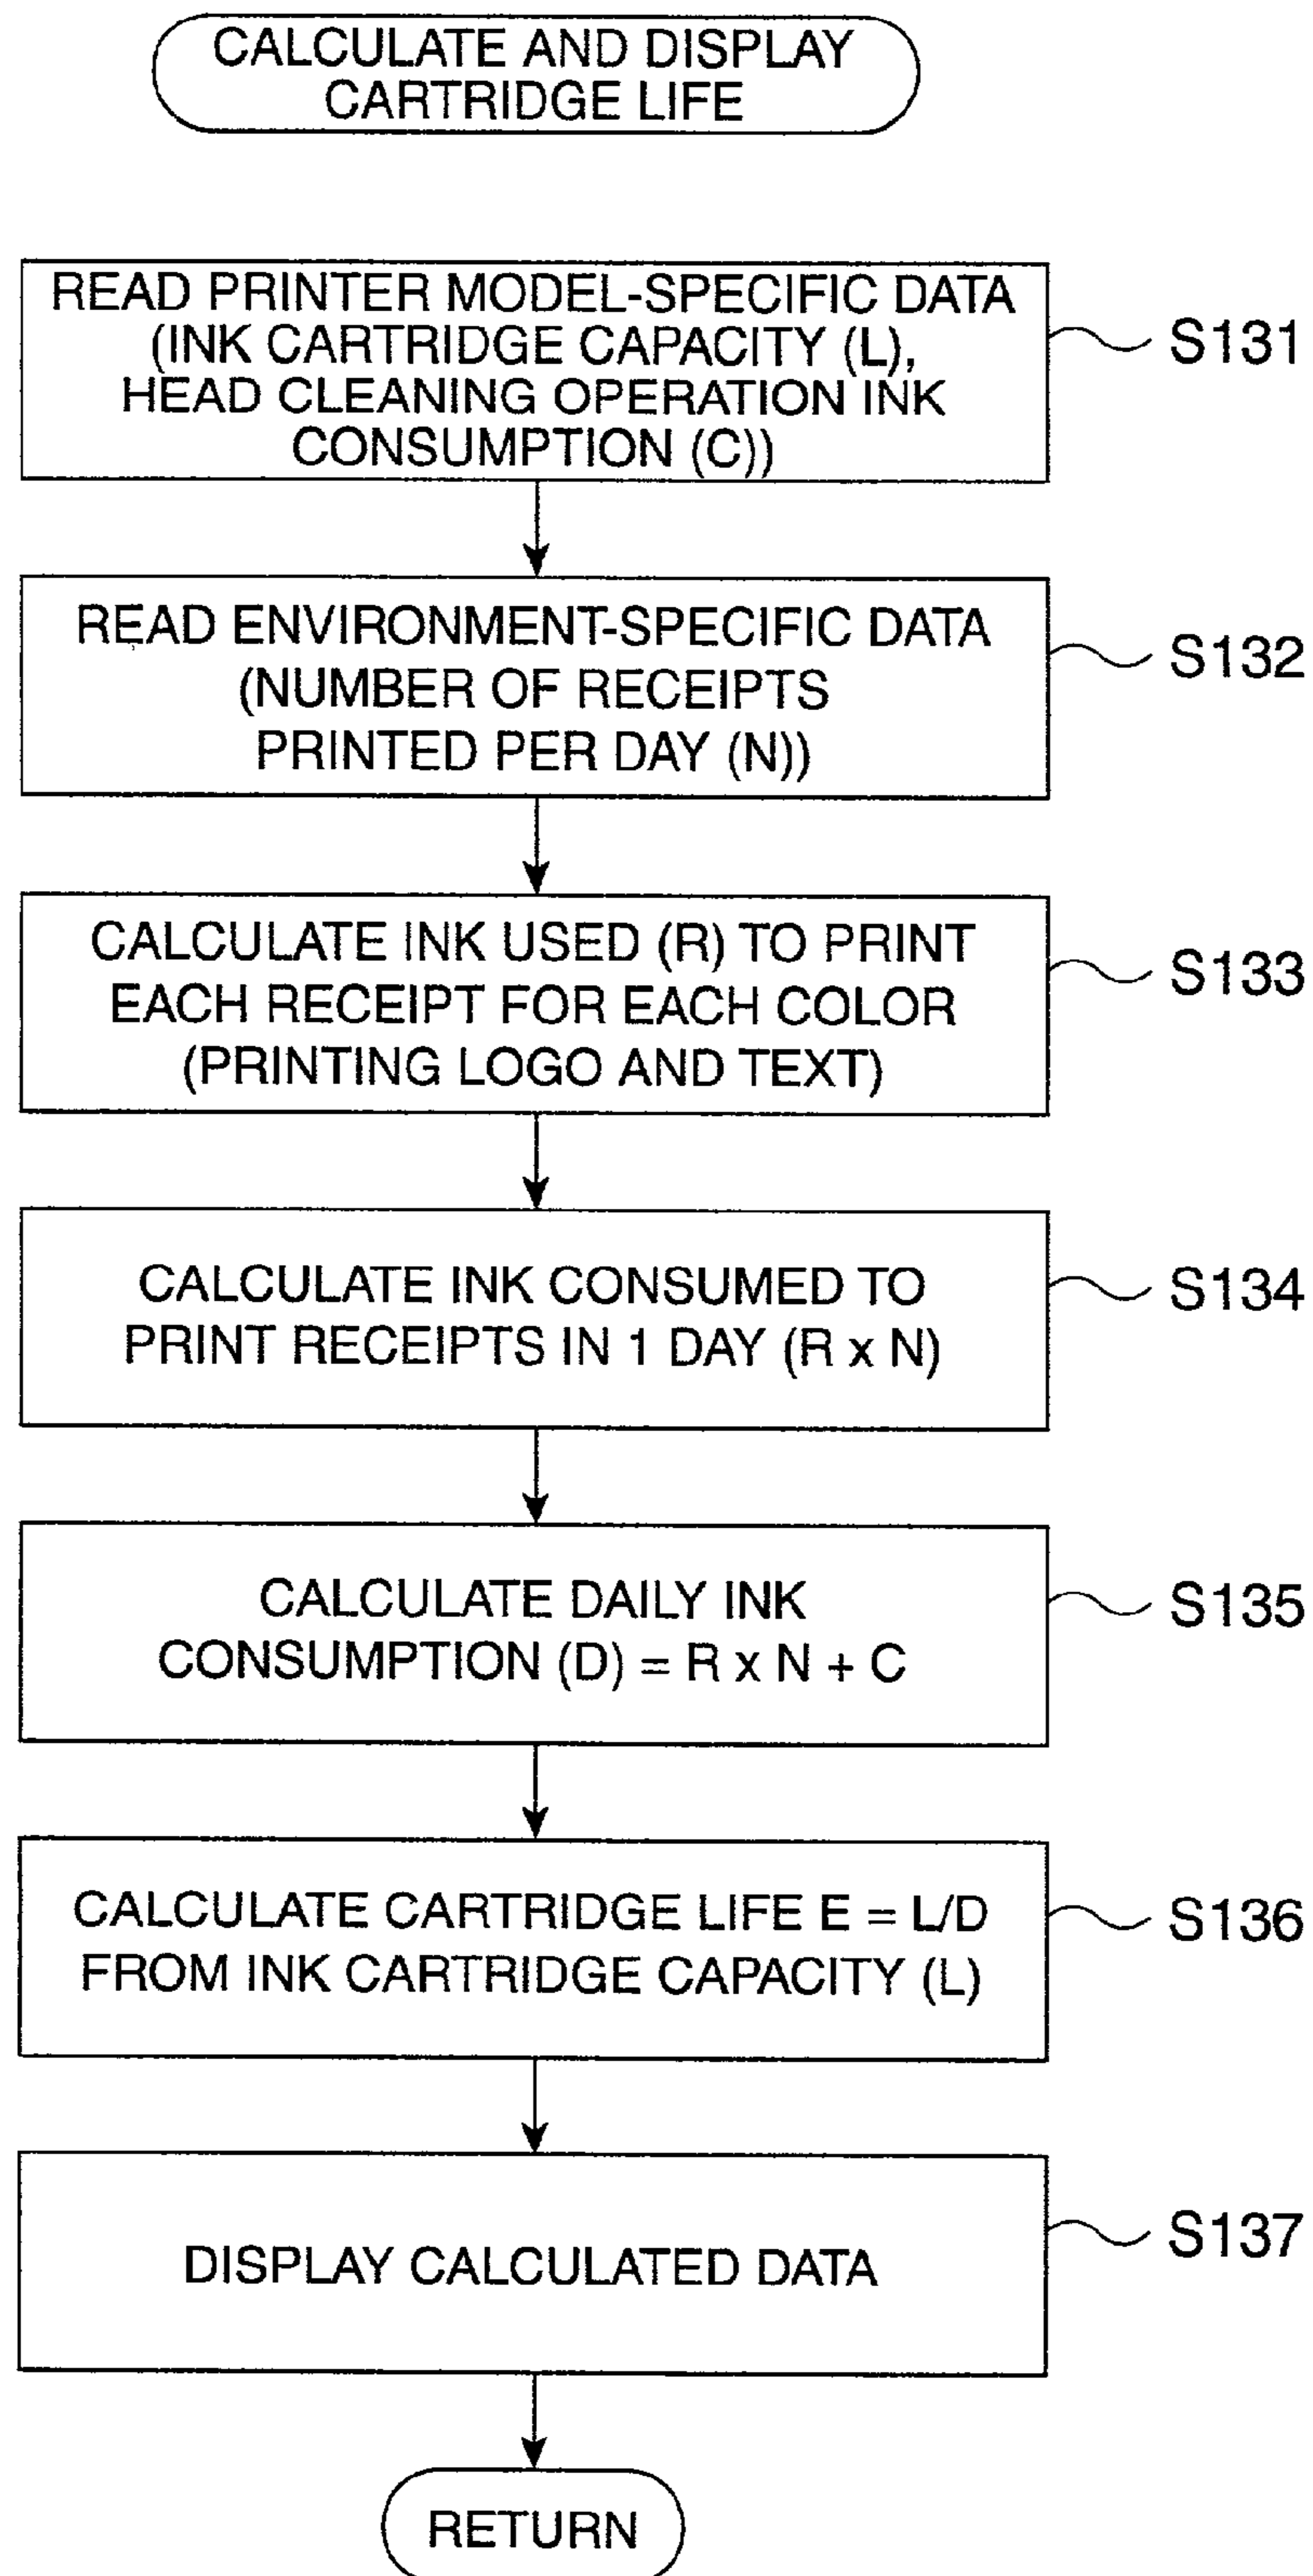 CALCULATE AND DISPLAY
CARTRIDGE LIFE
READ PRINTER MODEL-SPECIFIC DATA
(INK CARTRIDGE CAPACITY (L),
HEAD CLEANING OPERATION INK
CONSUMPTION (C))
S131
READ ENVIRONMENT-SPECIFIC DATA
(NUMBER OF RECEIPTS
PRINTED PER DAY (N))
S132
CALCULATE INK USED (R) TO PRINT
EACH RECEIPT FOR EACH COLOR
(PRINTING LOGO AND TEXT)
S133
CALCULATE INK CONSUMED TO
PRINT RECEIPTS IN 1 DAY (R x N)
S134
CALCULATE DAILY INK
CONSUMPTION (D) = R x N + C
S135
CALCULATE CARTRIDGE LIFE E = L/D
FROM INK CARTRIDGE CAPACITY (L)
S136
DISPLAY CALCULATED DATA
S137
RETURN